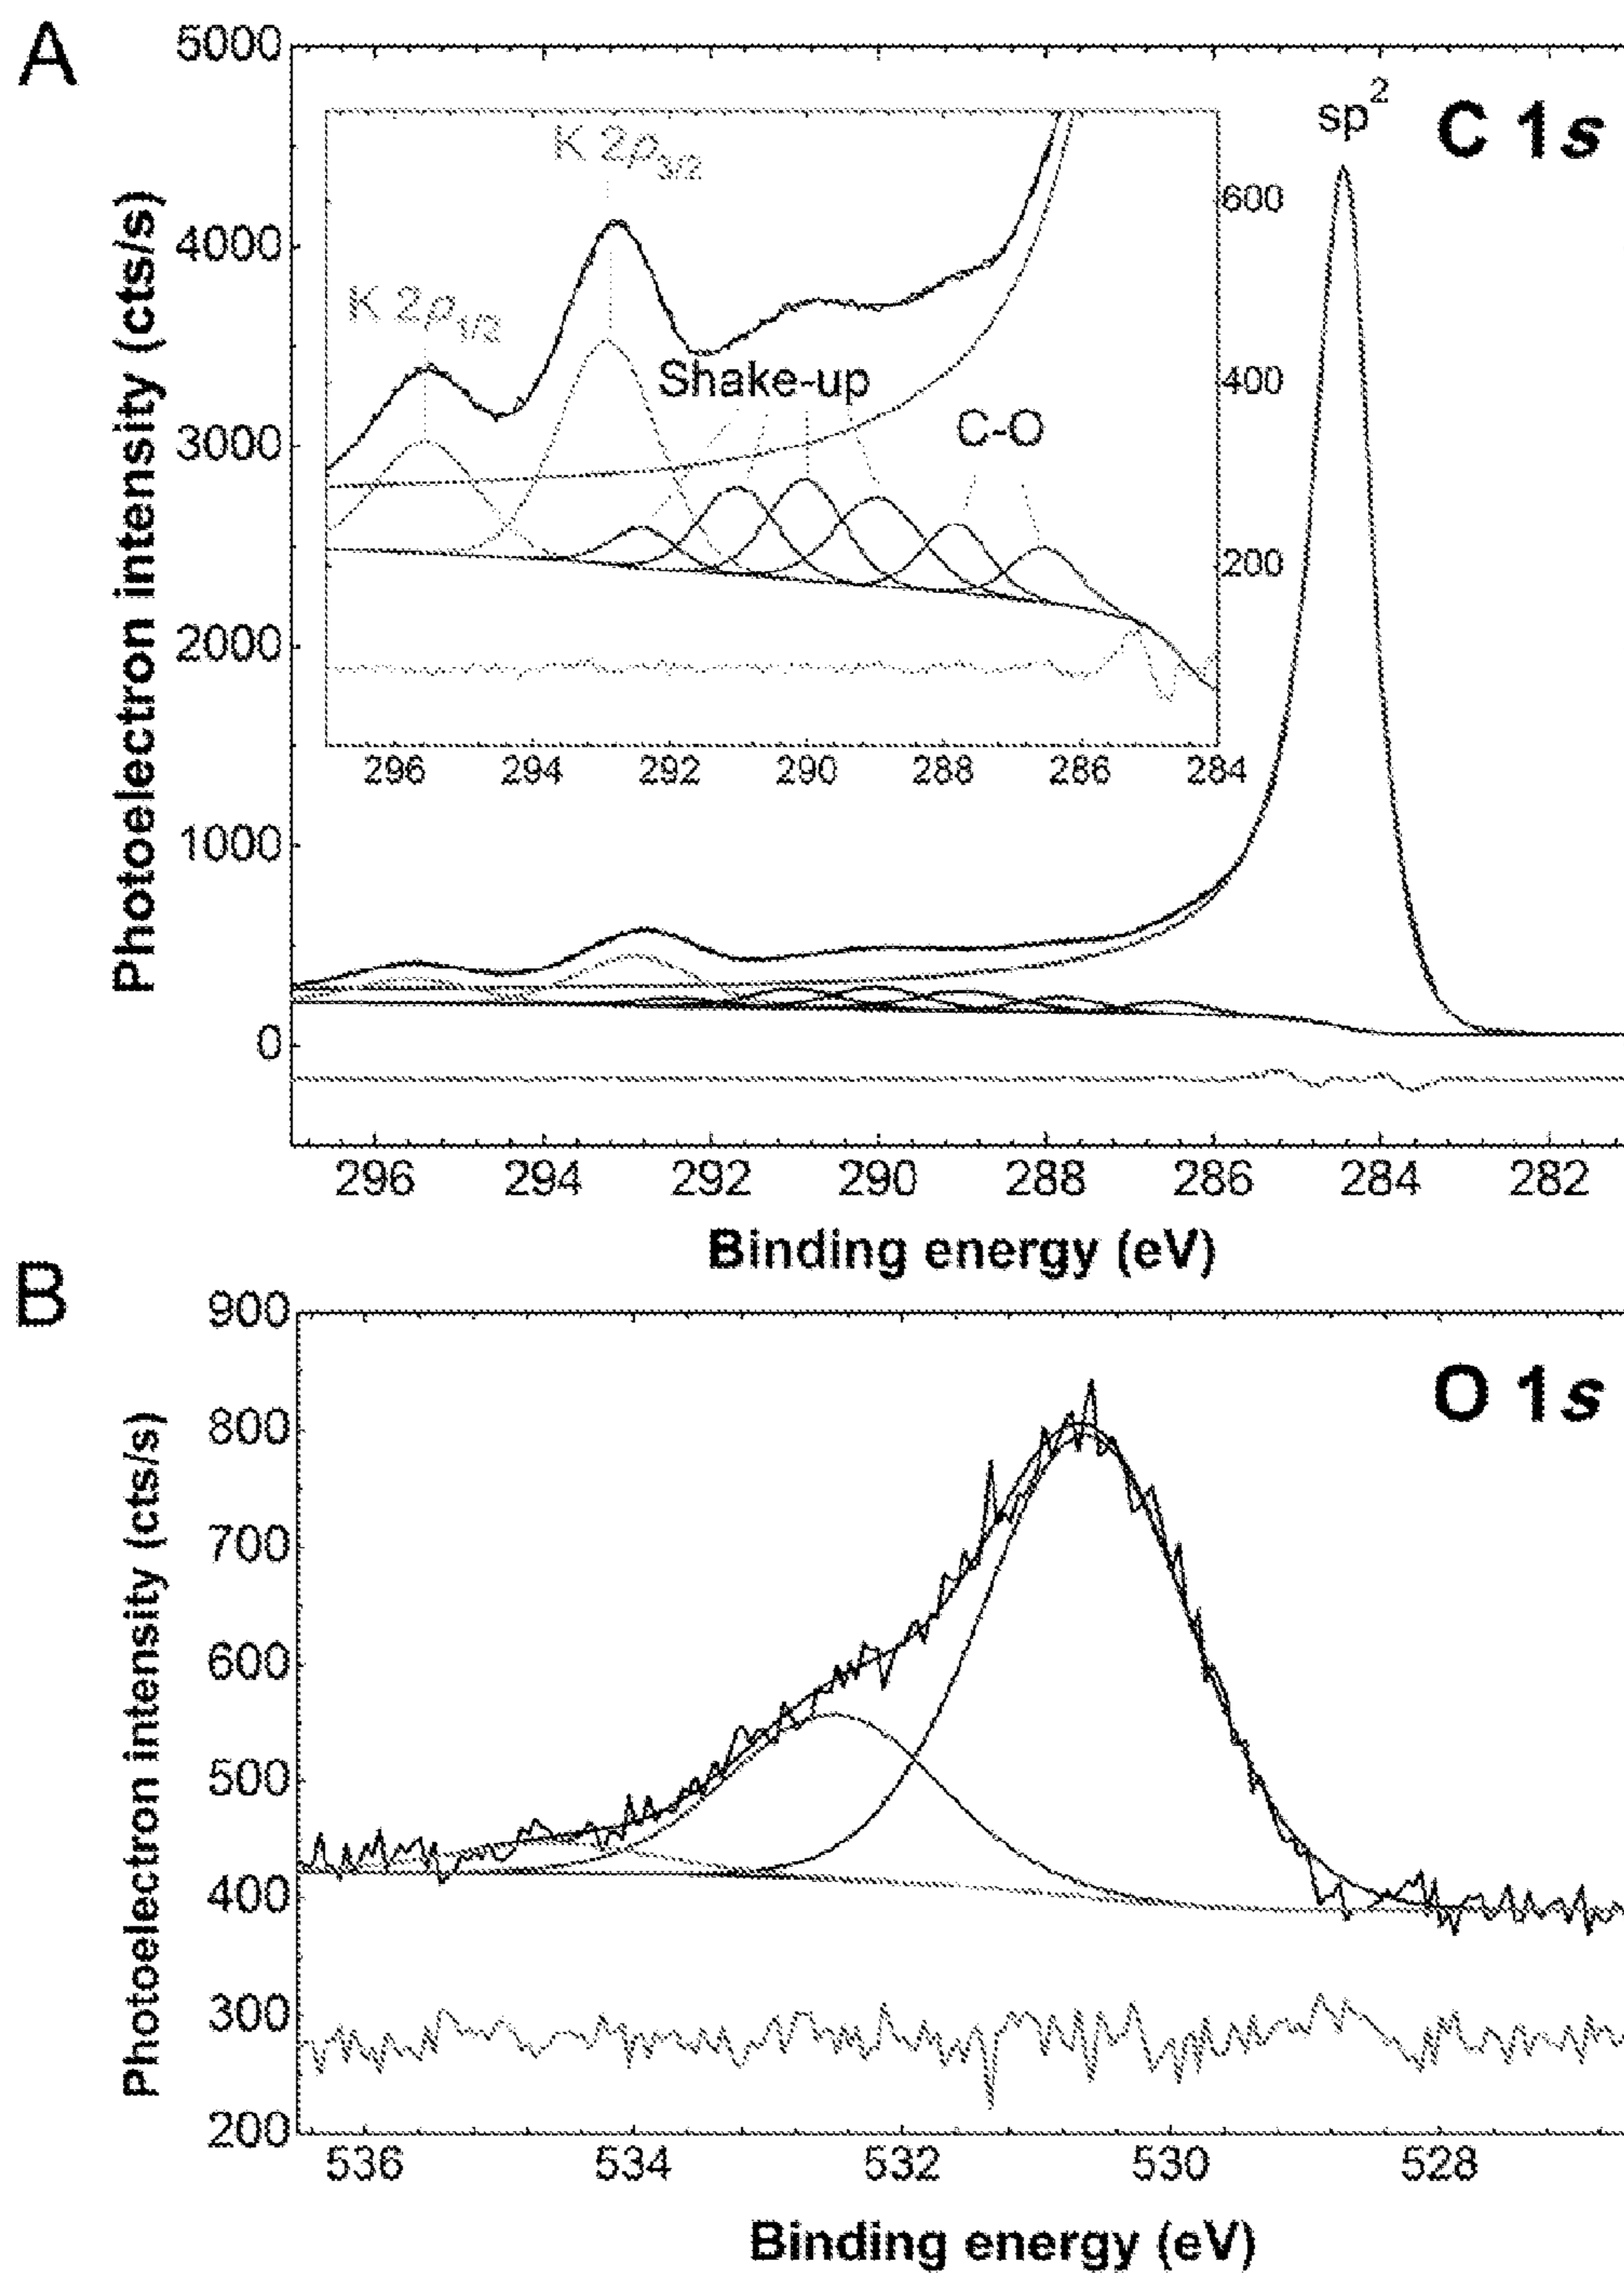 A
5000
4000
3000
2000
1000
0
Photoelectron intensity (cts/s)
sp²
C 1s
K 2p3/2
K 2p1/2
Shake-up
C-O
600
400
200
296 294 292 290 288 286 284
296 294 292 290 288 286 284 282
Binding energy (eV)
B
900
800
700
600
500
400
300
200
Photoelectron intensity (cts/s)
O 1s
536 534 532 530 528
Binding energy (eV)